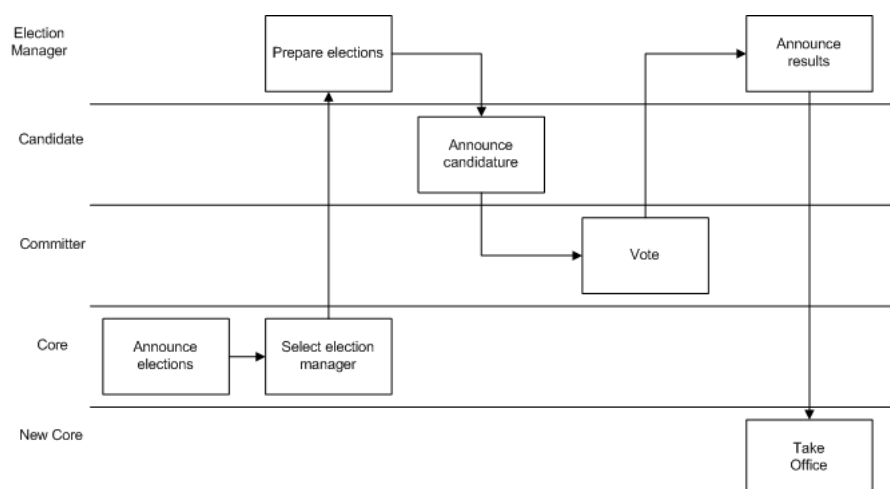 Election
Manager
Prepare elections
Announce
results
Candidate
Announce
candidature
Committer
Vote
Core
Announce
elections
Select election
manager
New Core
Take
Office